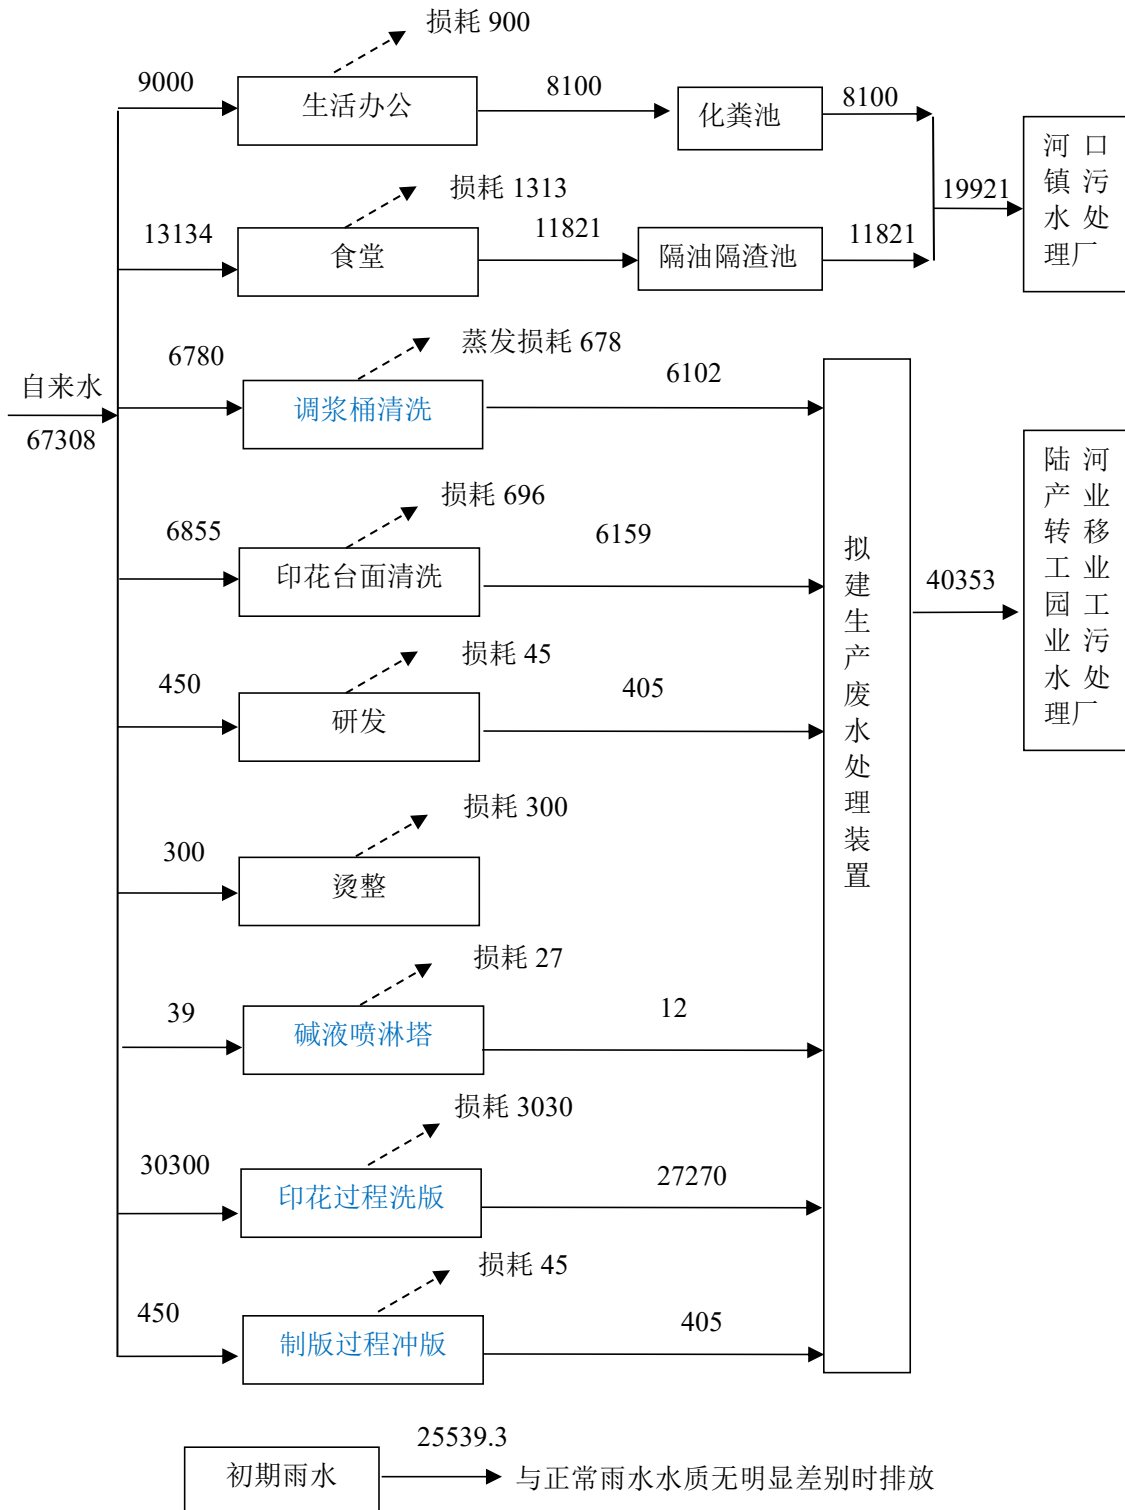 损耗 900
9000
生活办公
8100
化粪池
8100
河口
镇污
水处
理厂
19921
损耗 1313
13134
食堂
11821
隔油隔渣池
11821
自来水
67308
蒸发损耗 678
6780
调浆桶清洗
6102
损耗 696
6855
印花台面清洗
6159
损耗 45
450
研发
405
损耗 300
300
烫整
损耗 27
39
碱液喷淋塔
12
损耗 3030
30300
印花过程洗版
27270
损耗 45
450
制版过程冲版
405
拟
建
生
产
废
水
处
理
装
置
40353
陆河
产业
转移
工业
园工
业污
水处
理厂
初期雨水
25539.3
与正常雨水水质无明显差别时排放